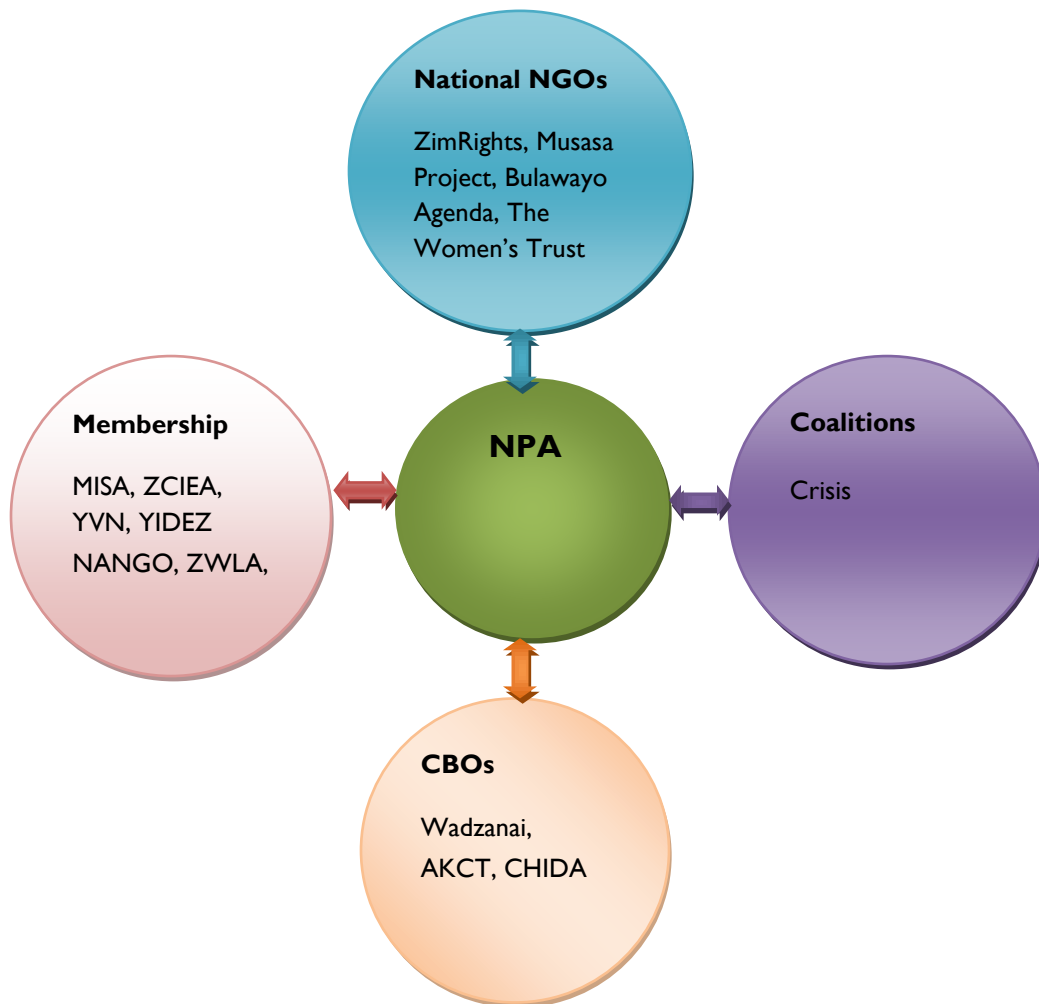 National NGOs
ZimRights, Musasa
Project, Bulawayo
Agenda, The
Women’s Trust
Membership
MISA, ZCIEA,
YVN, YIDEZ
NANGO, ZWLA,
NPA
Coalitions
Crisis
CBOs
Wadzanai,
AKCT, CHIDA